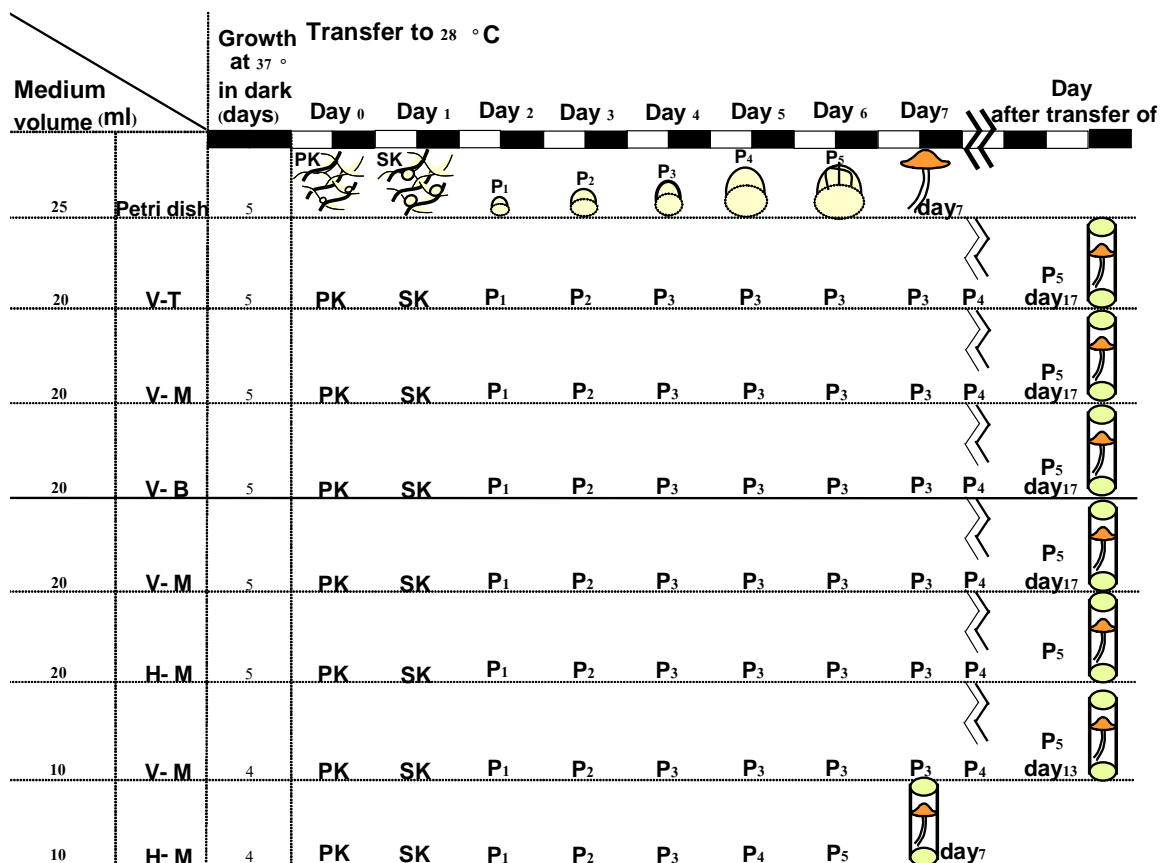 Growth
at 37 °
in dark
(days)
Transfer to 28 °C
Medium
volume (ml)
Day 0 Day 1 Day 2 Day 3 Day 4 Day 5 Day 6 Day7
Day
after transfer of
PK SK P1 P2 P3 P4 P5
25 Petri dish 5 day7
P5
20 V-T 5 PK SK P1 P2 P3 P3 P3 P3 P4 day17
P5
20 V- M 5 PK SK P1 P2 P3 P3 P3 P3 P4 day17
P5
20 V- B 5 PK SK P1 P2 P3 P3 P3 P3 P4 day17
P5
20 V- M 5 PK SK P1 P2 P3 P3 P3 P3 P4 day17
P5
20 H- M 5 PK SK P1 P2 P3 P3 P3 P3 P4
P5
10 V- M 4 PK SK P1 P2 P3 P3 P3 P3 P4 day13
10 H- M 4 PK SK P1 P2 P3 P4 P5 day7